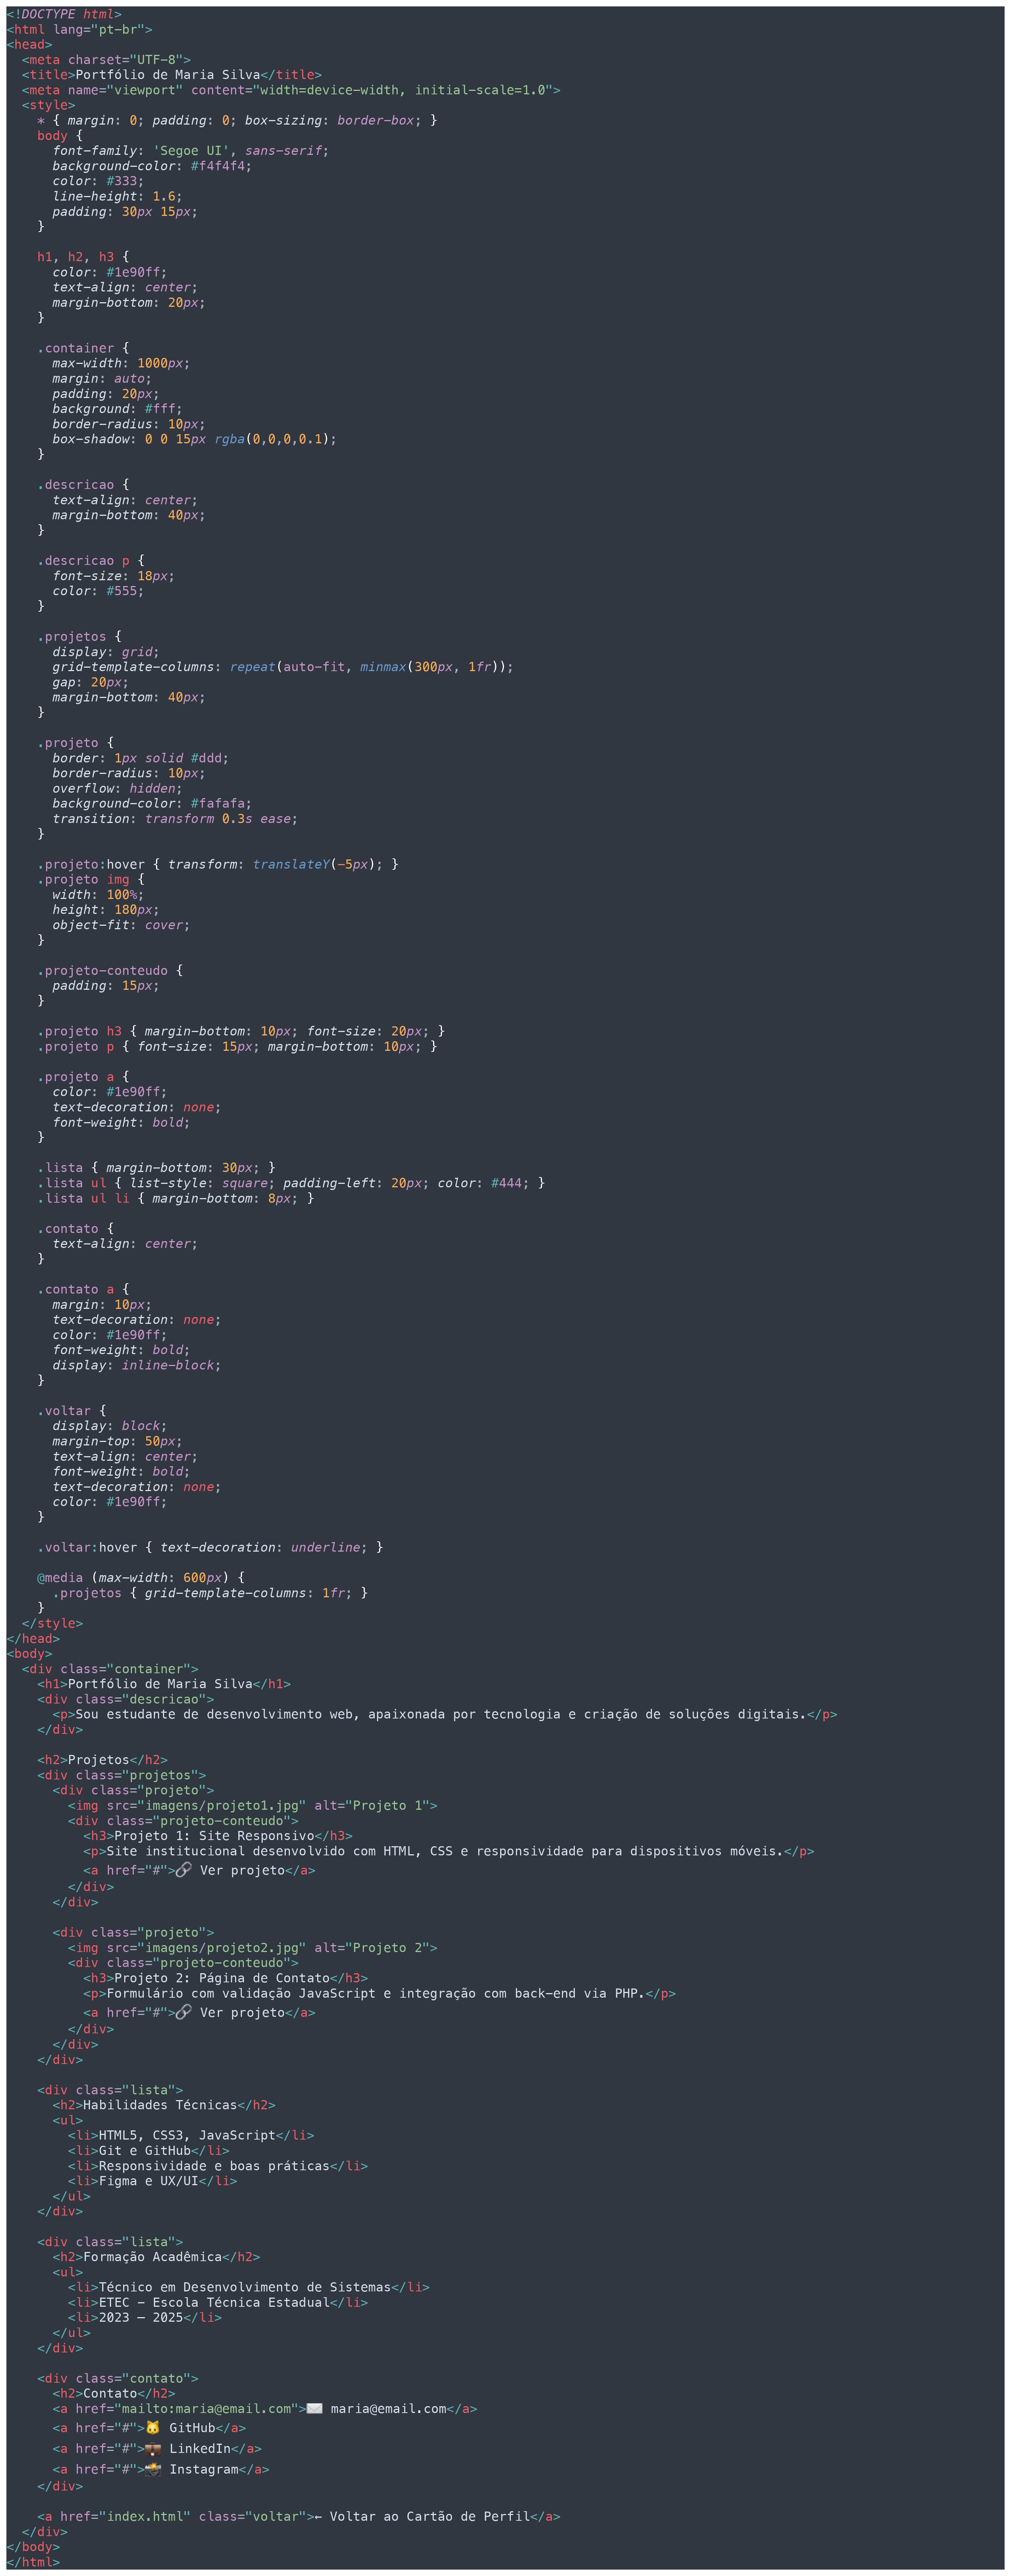 <!DOCTYPE html>
<html lang="pt-br">
<head>
  <meta charset="UTF-8">
  <title>Portfólio de Maria Silva</title>
  <meta name="viewport" content="width=device-width, initial-scale=1.0">
  <style>
    * { margin: 0; padding: 0; box-sizing: border-box; }
    body {
      font-family: 'Segoe UI', sans-serif;
      background-color: #f4f4f4;
      color: #333;
      line-height: 1.6;
      padding: 30px 15px;
    }

    h1, h2, h3 {
      color: #1e90ff;
      text-align: center;
      margin-bottom: 20px;
    }

    .container {
      max-width: 1000px;
      margin: auto;
      padding: 20px;
      background: #fff;
      border-radius: 10px;
      box-shadow: 0 0 15px rgba(0,0,0,0.1);
    }

    .descricao {
      text-align: center;
      margin-bottom: 40px;
    }

    .descricao p {
      font-size: 18px;
      color: #555;
    }

    .projetos {
      display: grid;
      grid-template-columns: repeat(auto-fit, minmax(300px, 1fr));
      gap: 20px;
      margin-bottom: 40px;
    }

    .projeto {
      border: 1px solid #ddd;
      border-radius: 10px;
      overflow: hidden;
      background-color: #fafafa;
      transition: transform 0.3s ease;
    }

    .projeto:hover { transform: translateY(-5px); }
    .projeto img {
      width: 100%;
      height: 180px;
      object-fit: cover;
    }

    .projeto-conteudo {
      padding: 15px;
    }

    .projeto h3 { margin-bottom: 10px; font-size: 20px; }
    .projeto p { font-size: 15px; margin-bottom: 10px; }

    .projeto a {
      color: #1e90ff;
      text-decoration: none;
      font-weight: bold;
    }

    .lista { margin-bottom: 30px; }
    .lista ul { list-style: square; padding-left: 20px; color: #444; }
    .lista ul li { margin-bottom: 8px; }

    .contato {
      text-align: center;
    }

    .contato a {
      margin: 10px;
      text-decoration: none;
      color: #1e90ff;
      font-weight: bold;
      display: inline-block;
    }

    .voltar {
      display: block;
      margin-top: 50px;
      text-align: center;
      font-weight: bold;
      text-decoration: none;
      color: #1e90ff;
    }

    .voltar:hover { text-decoration: underline; }

    @media (max-width: 600px) {
      .projetos { grid-template-columns: 1fr; }
    }
  </style>
</head>
<body>
  <div class="container">
    <h1>Portfólio de Maria Silva</h1>
    <div class="descricao">
      <p>Sou estudante de desenvolvimento web, apaixonada por tecnologia e criação de soluções digitais.</p>
    </div>

    <h2>Projetos</h2>
    <div class="projetos">
      <div class="projeto">
        <img src="imagens/projeto1.jpg" alt="Projeto 1">
        <div class="projeto-conteudo">
          <h3>Projeto 1: Site Responsivo</h3>
          <p>Site institucional desenvolvido com HTML, CSS e responsividade para dispositivos móveis.</p>
          <a href="#">🔗 Ver projeto</a>
        </div>
      </div>

      <div class="projeto">
        <img src="imagens/projeto2.jpg" alt="Projeto 2">
        <div class="projeto-conteudo">
          <h3>Projeto 2: Página de Contato</h3>
          <p>Formulário com validação JavaScript e integração com back-end via PHP.</p>
          <a href="#">🔗 Ver projeto</a>
        </div>
      </div>
    </div>

    <div class="lista">
      <h2>Habilidades Técnicas</h2>
      <ul>
        <li>HTML5, CSS3, JavaScript</li>
        <li>Git e GitHub</li>
        <li>Responsividade e boas práticas</li>
        <li>Figma e UX/UI</li>
      </ul>
    </div>

    <div class="lista">
      <h2>Formação Acadêmica</h2>
      <ul>
        <li>Técnico em Desenvolvimento de Sistemas</li>
        <li>ETEC - Escola Técnica Estadual</li>
        <li>2023 – 2025</li>
      </ul>
    </div>

    <div class="contato">
      <h2>Contato</h2>
      <a href="mailto:maria@email.com">✉️ maria@email.com</a>
      <a href="#">🐱 GitHub</a>
      <a href="#">💼 LinkedIn</a>
      <a href="#">📸 Instagram</a>
    </div>

    <a href="index.html" class="voltar">← Voltar ao Cartão de Perfil</a>
  </div>
</body>
</html>